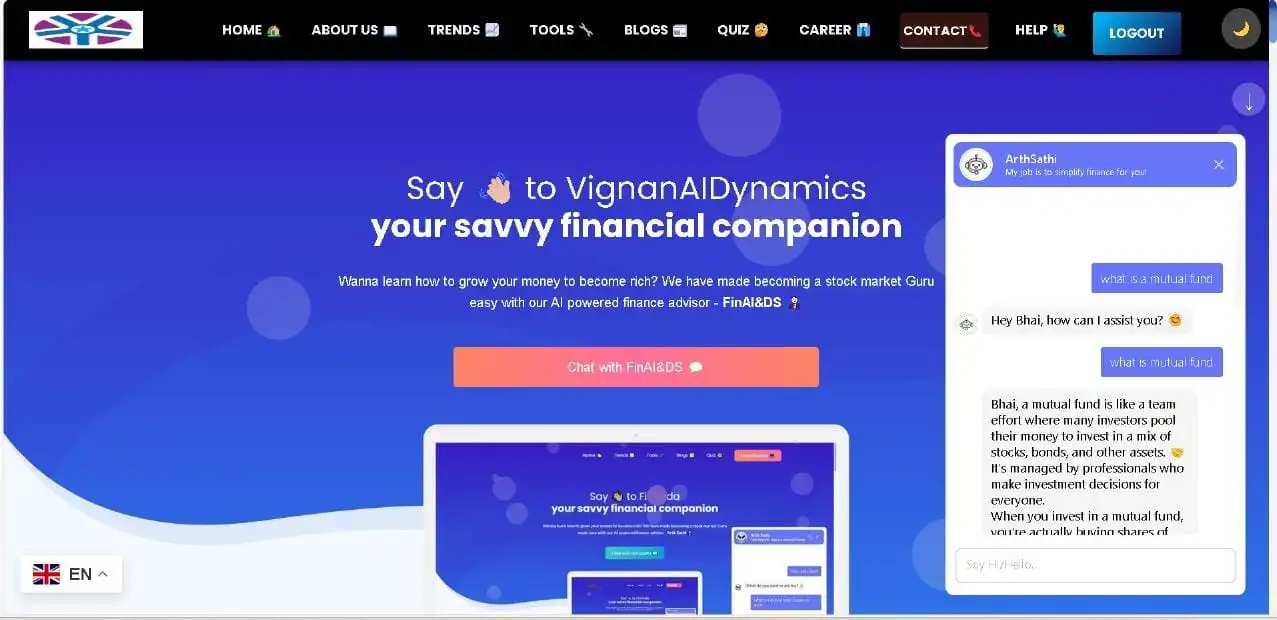 HOME 🏠
ABOUT US 📖
TRENDS 📈
TOOLS 🔧
BLOGS 📰
QUIZ 🤔
CAREER 👔
CONTACT📞
HELP 🙋
LOGOUT
Say 👋 to VignanAIDynamics
your savvy financial companion
Wanna learn how to grow your money to become rich? We have made becoming a stock market Guru
easy with our AI powered finance advisor - FinAI&DS
Chat with FinAI&DS 💬
ArthSathi
My job is to simplify finance for you!
what is a mutual fund
Hey Bhai, how can I assist you? 😊
what is mutual fund
Bhai, a mutual fund is like a team
effort where many investors pool
their money to invest in a mix of
stocks, bonds, and other assets. 🤝
It's managed by professionals who
make investment decisions for
everyone.
When you invest in a mutual fund,
you're actually buying shares of
Say Hi/Hello...
Home
Trends
Tools
Blogs
Quiz
Say 👋 to Fi
your savvy financial companion
EN